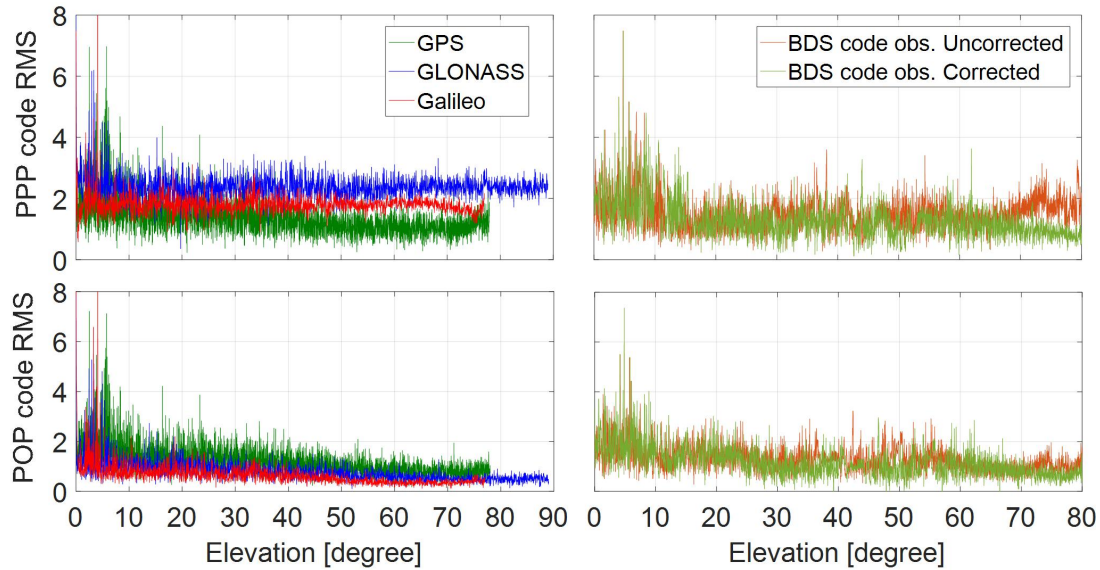 PPP code RMS
8
6
4
2
0
GPS
GLONASS
Galileo
BDS code obs. Uncorrected
BDS code obs. Corrected
POP code RMS
8
6
4
2
0
0 10 20 30 40 50 60 70 80 90
Elevation [degree]
0 10 20 30 40 50 60 70 80
Elevation [degree]